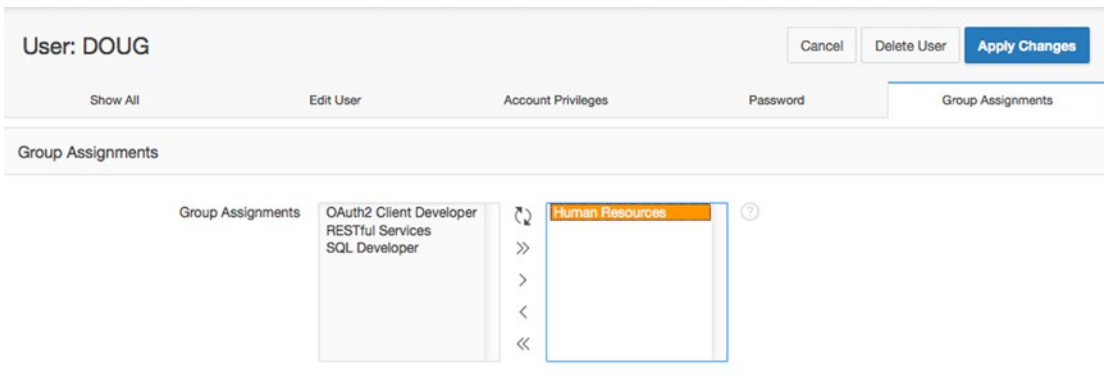 User: DOUG
Cancel
Delete User
Apply Changes
Show All
Edit User
Account Privileges
Password
Group Assignments
Group Assignments
Group Assignments
OAuth2 Client Developer
RESTful Services
SQL Developer
Human Resources
?